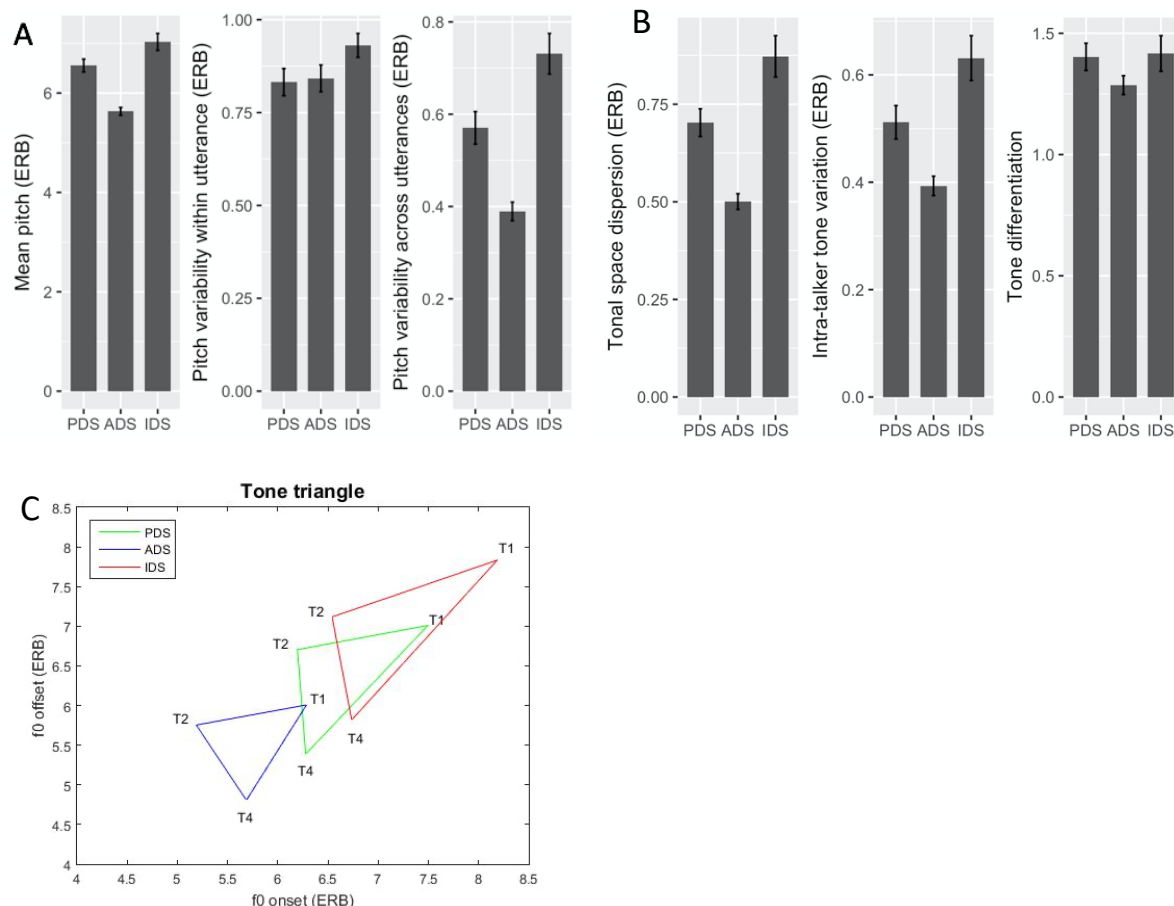 A
Mean pitch (ERB)
6
4
2
0
PDS ADS IDS
Pitch variability within utterance (ERB)
1.00
0.75
0.50
0.25
0.00
PDS ADS IDS
Pitch variability across utterances (ERB)
0.8
0.6
0.4
0.2
0.0
PDS ADS IDS
B
Tonal space dispersion (ERB)
0.75
0.50
0.25
0.00
PDS ADS IDS
Intra-talker tone variation (ERB)
0.6
0.4
0.2
0.0
PDS ADS IDS
Tone differentiation
1.5
1.0
0.5
0.0
PDS ADS IDS
C
Tone triangle
PDS
ADS
IDS
f0 offset (ERB)
8.5
8
7.5
7
6.5
6
5.5
5
4.5
4
T1
T2
T1
T2
T1
T2
T4
T4
T4
4 4.5 5 5.5 6 6.5 7 7.5 8 8.5
f0 onset (ERB)